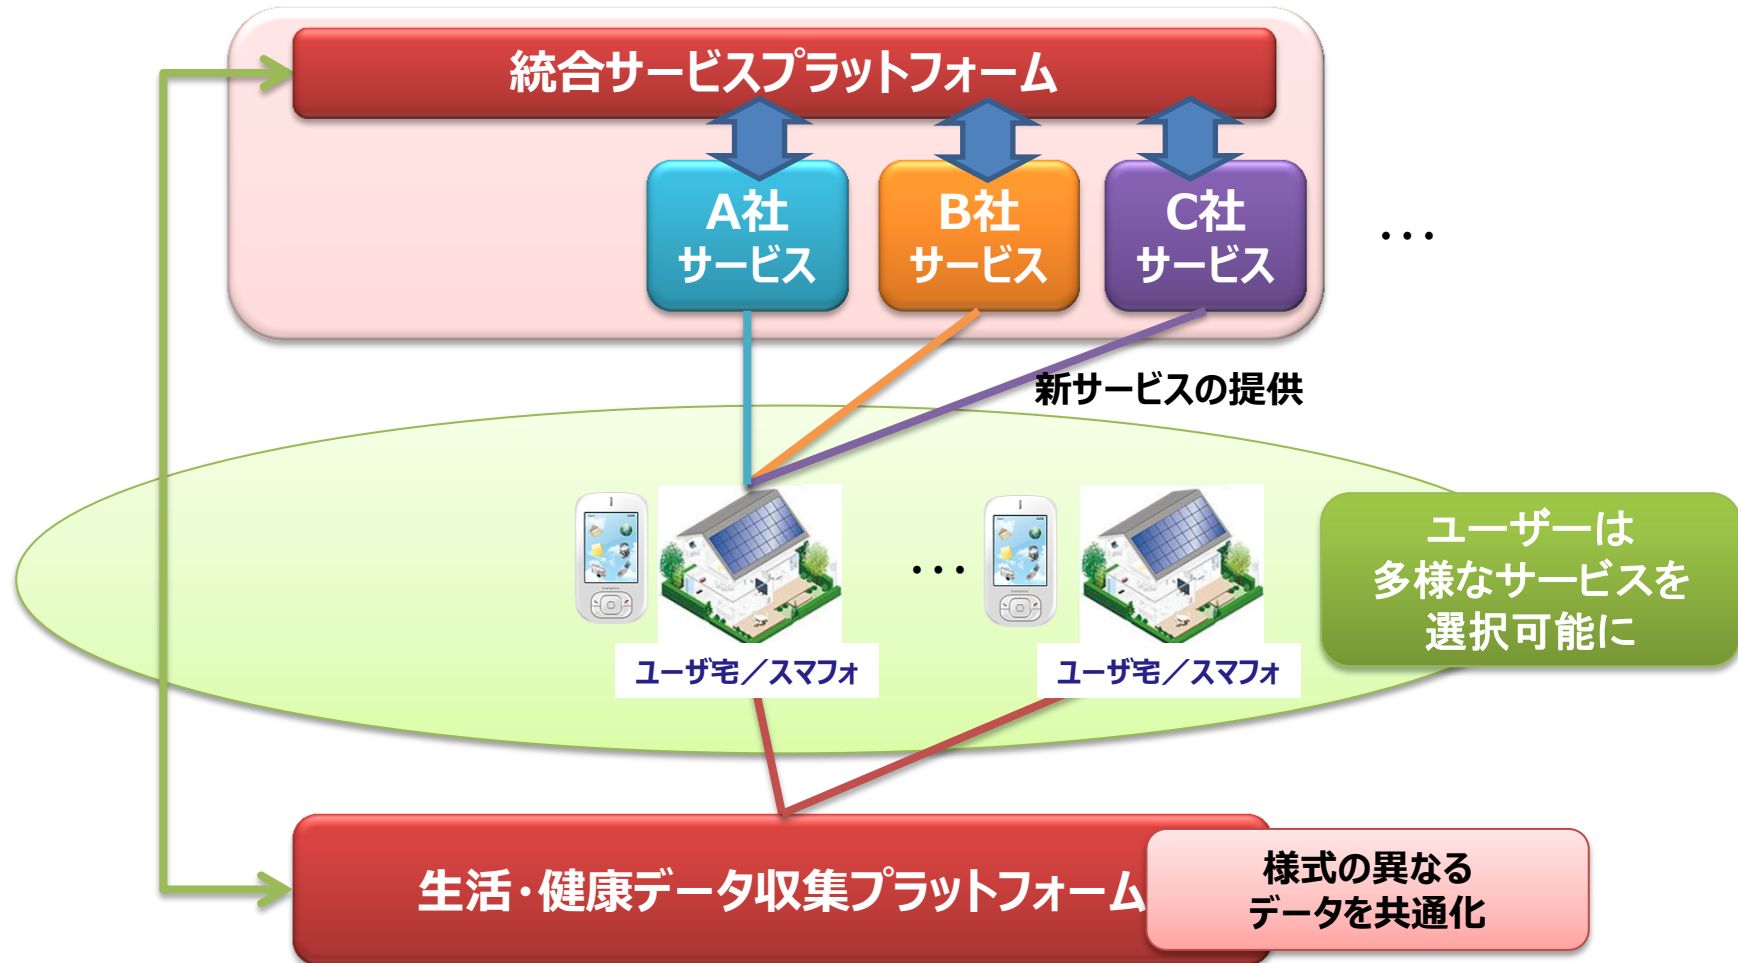 統合サービスプラットフォーム
A社
サービス
B社
サービス
C社
サービス
…
新サービスの提供
…
ユーザ宅／スマフォ
ユーザ宅／スマフォ
ユーザーは
多様なサービスを
選択可能に
生活・健康データ収集プラットフォーム
様式の異なる
データを共通化